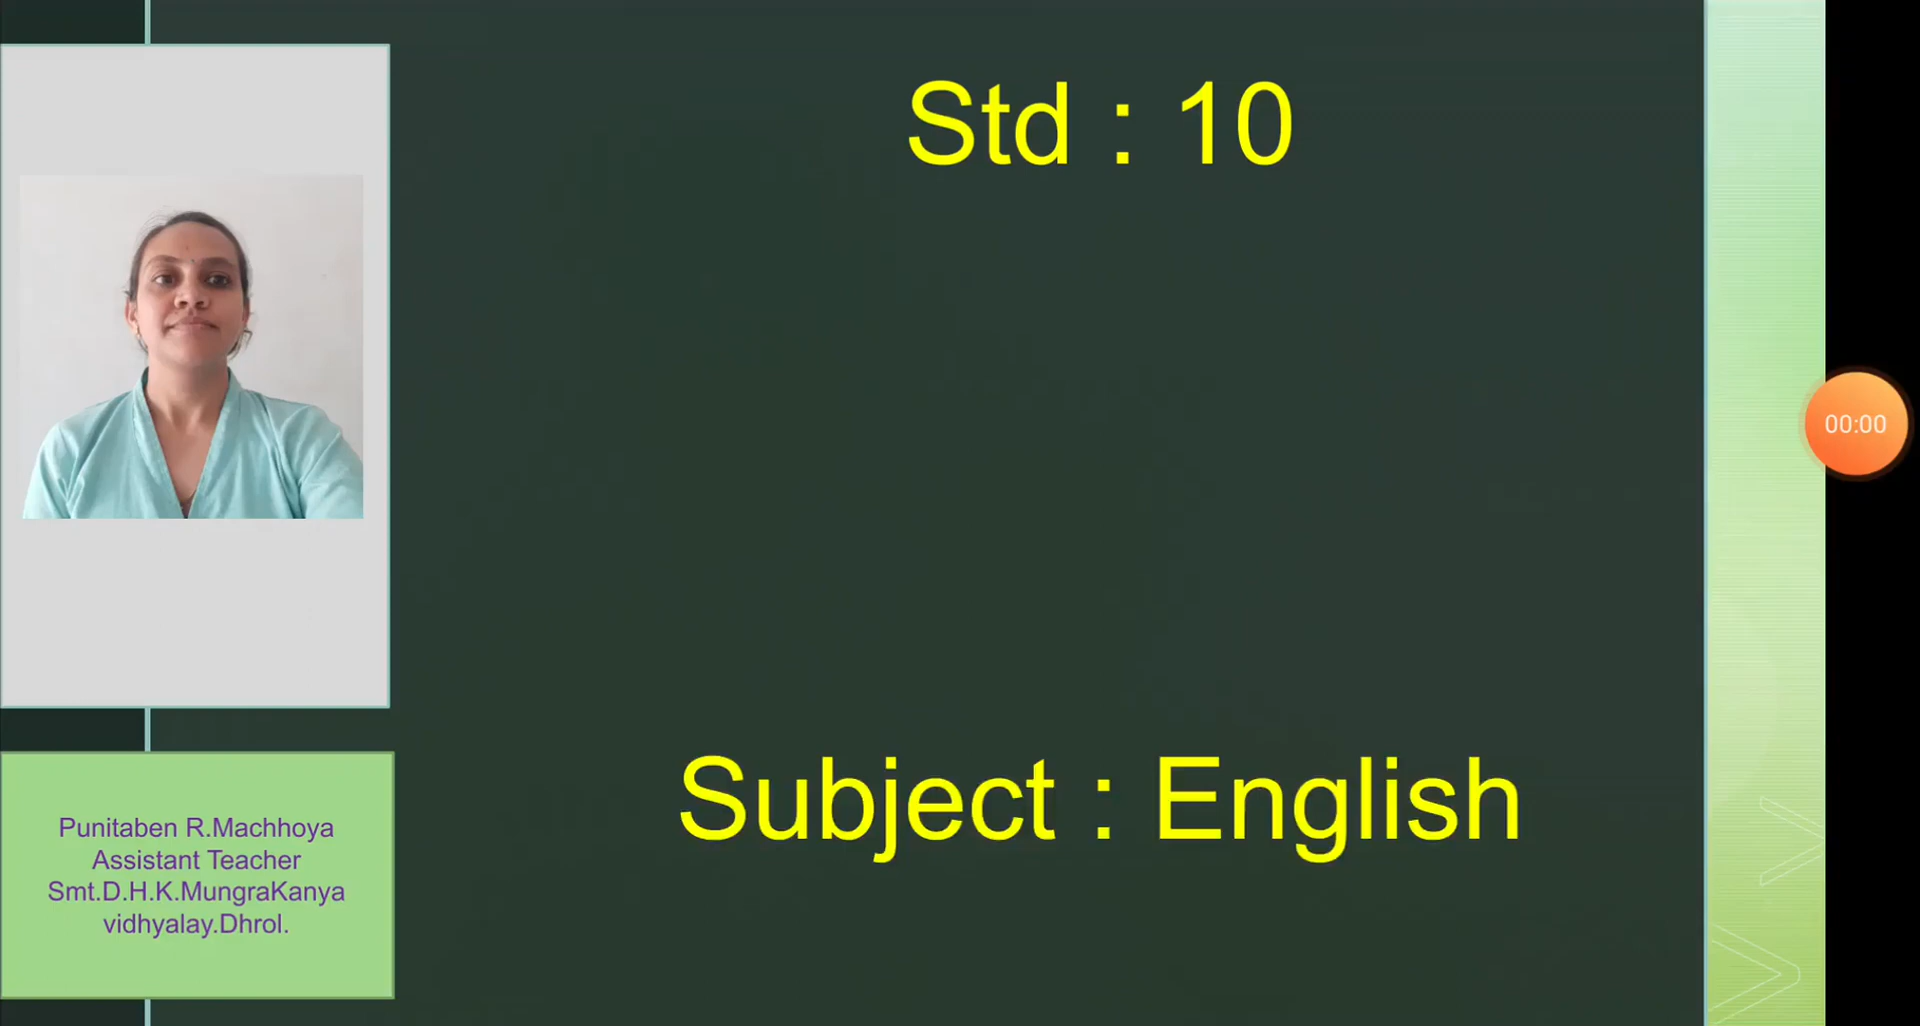 Std : 10
Subject : English
Punitaben R.Machhoya
Assistant Teacher
Smt.D.H.K.MungraKanya
vidhyalay.Dhrol.
00:00